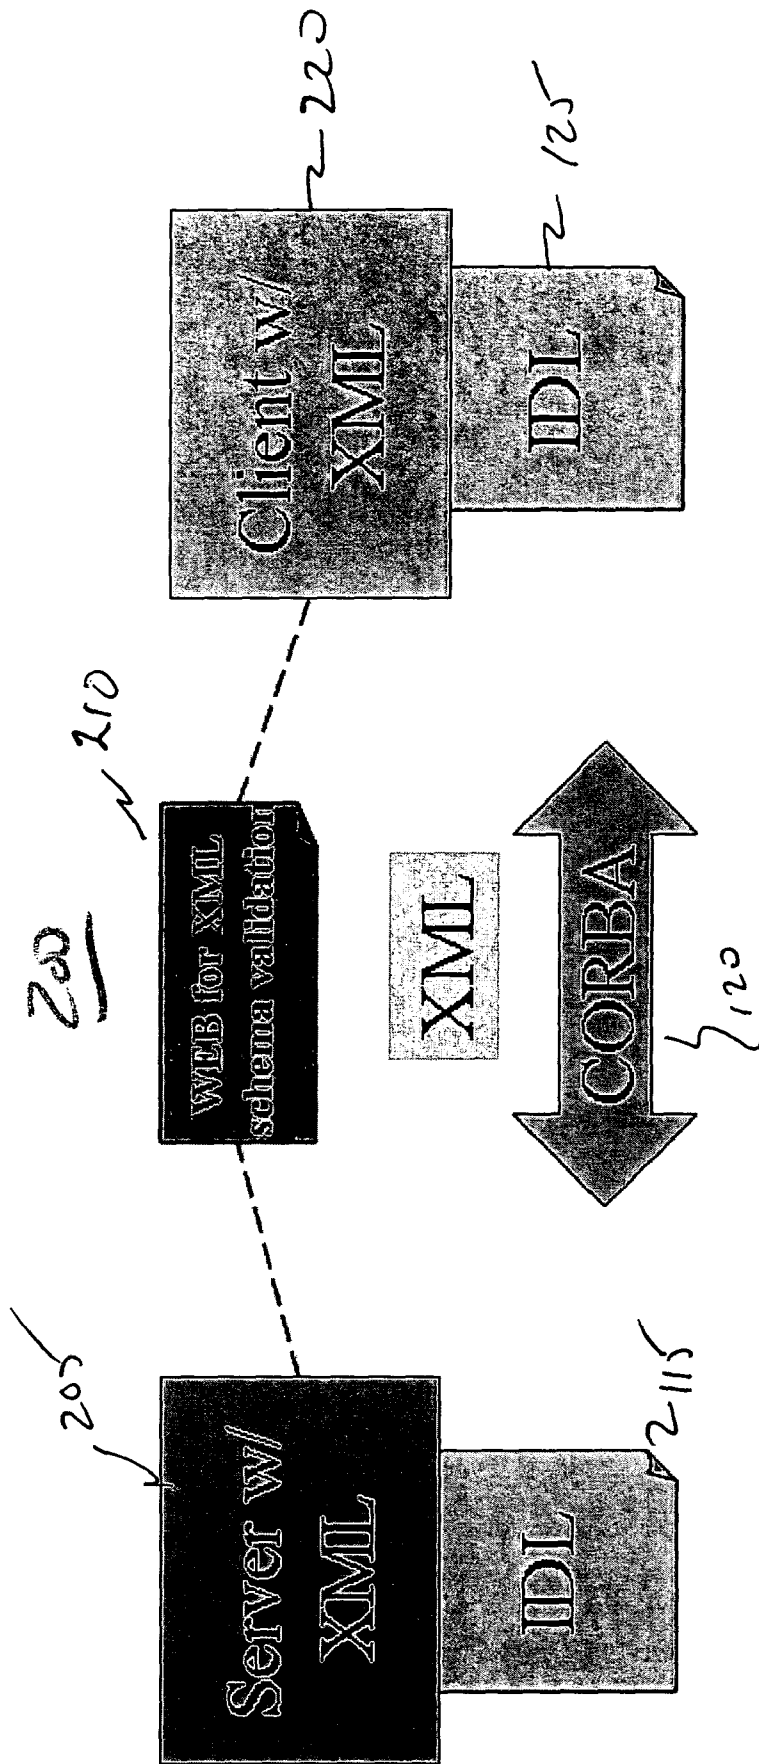 200
205
Server w/
XML
IDL
115
210
WEB for XML
schema validation
XML
CORBA
120
220
Client w/
XML
IDL
125